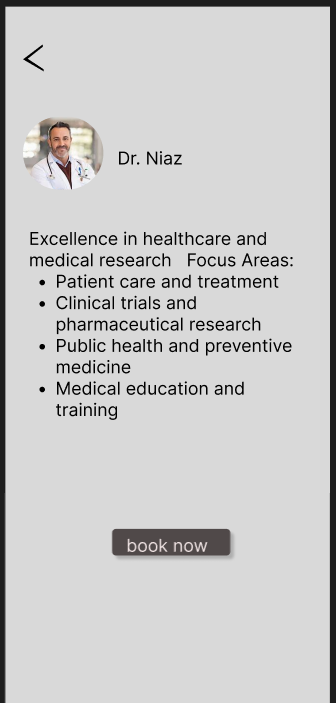 Dr. Niaz
Excellence in healthcare and
medical research   Focus Areas:
• Patient care and treatment
• Clinical trials and
pharmaceutical research
• Public health and preventive
medicine
• Medical education and
training
book now